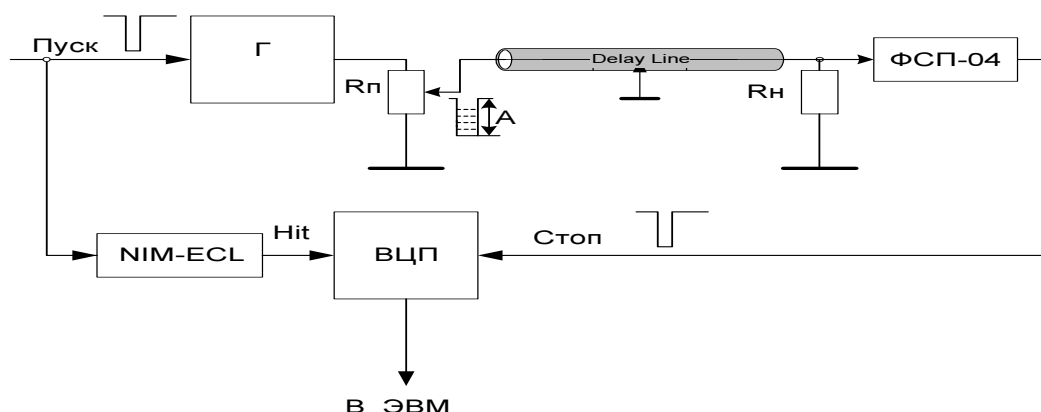 Пуск
Г
Delay Line
ФСП-04
Rп
А
Rн
NIM-ECL
Hit
ВЦП
Стоп
В ЭВМ